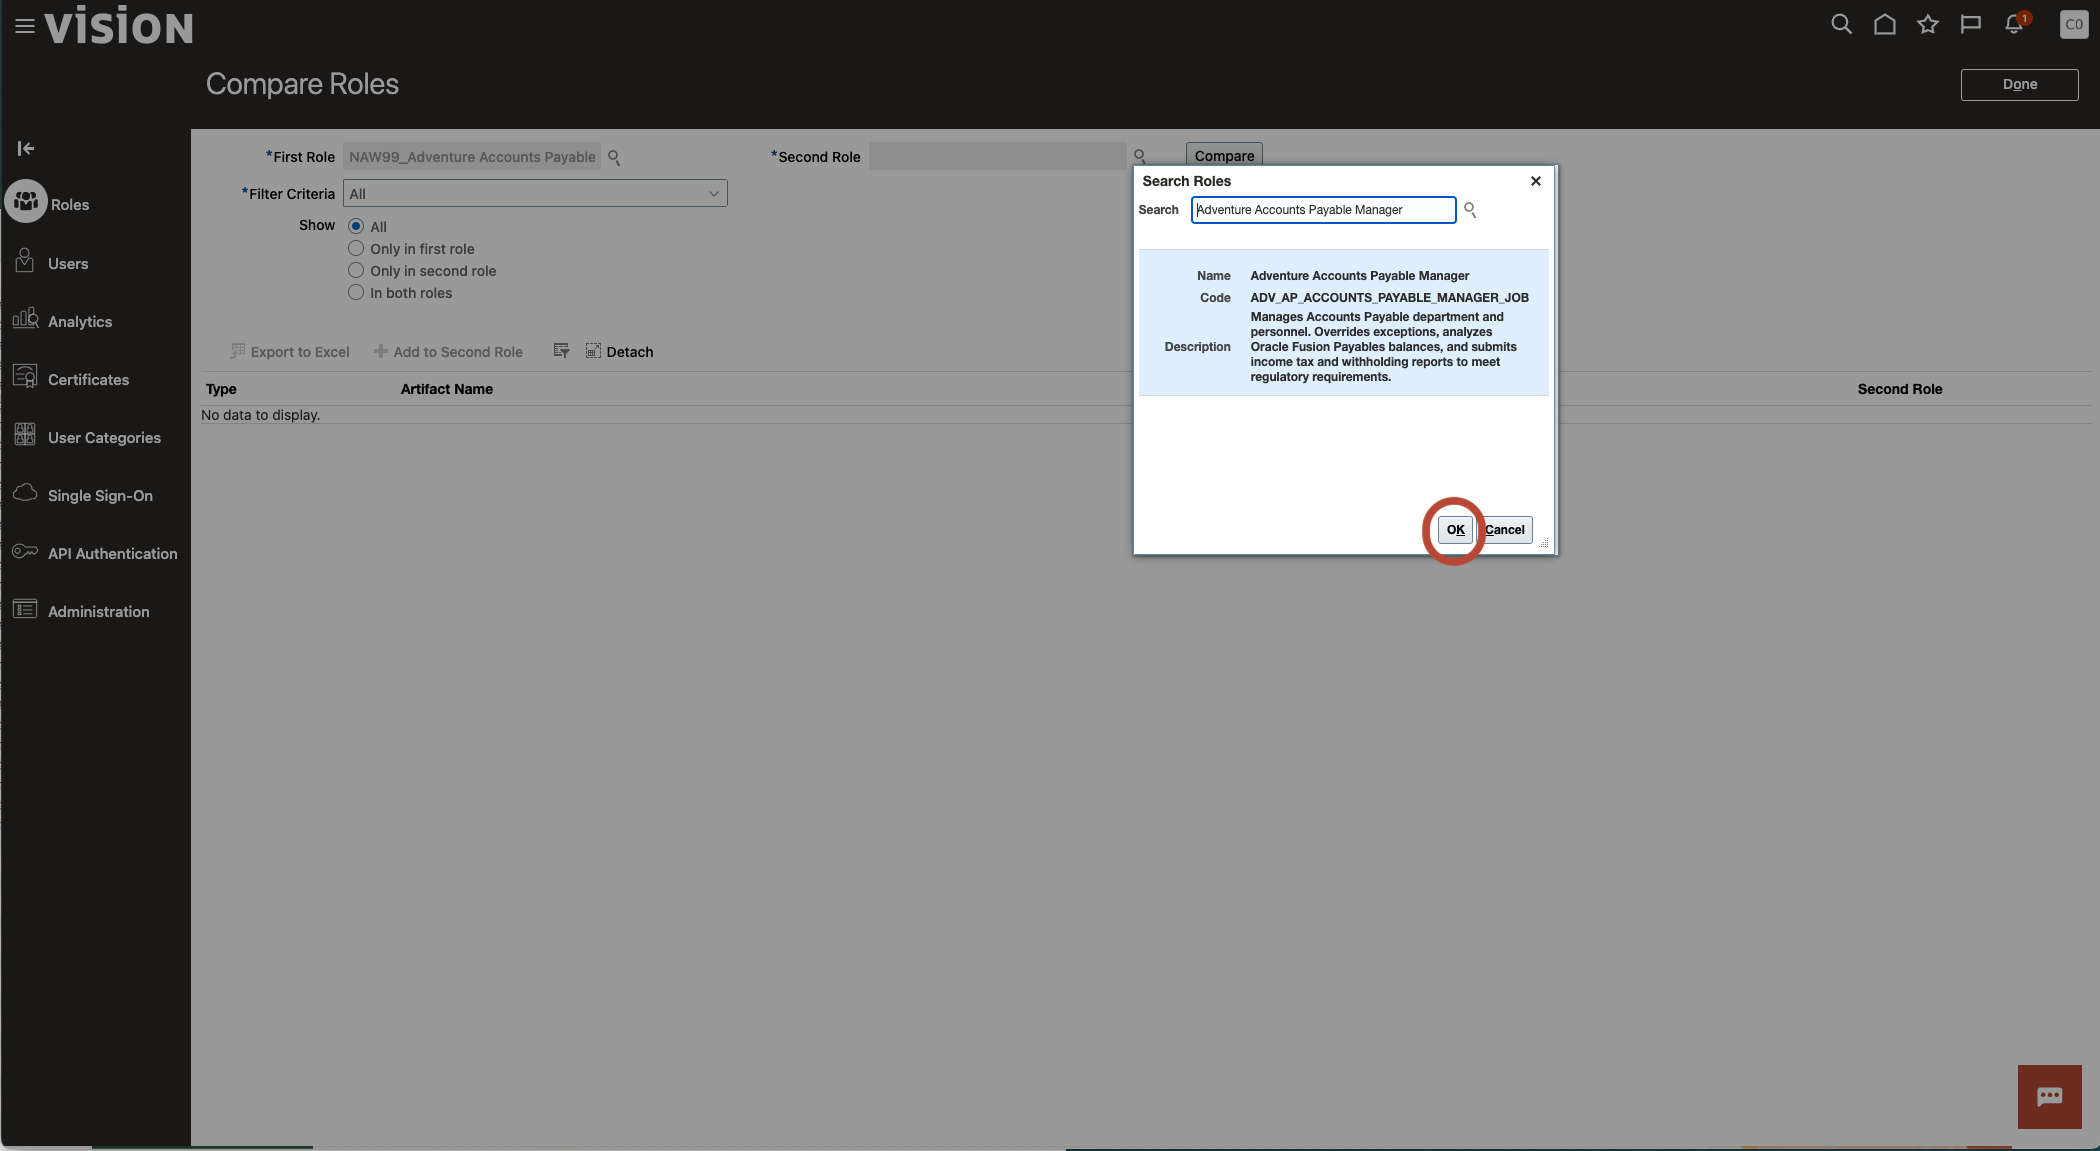 vision
1
CO
Compare Roles
Done
*First Role
NAW99_Adventure Accounts Payable
*Second Role
Compare
*Filter Criteria
All
Show
All
Only in first role
Only in second role
In both roles
Roles
Users
Analytics
Certificates
User Categories
Single Sign-On
API Authentication
Administration
Export to Excel
Add to Second Role
Detach
Type
Artifact Name
Second Role
No data to display.
Search Roles
Search
Adventure Accounts Payable Manager
Name
Adventure Accounts Payable Manager
Code
ADV_AP_ACCOUNTS_PAYABLE_MANAGER_JOB
Description
Manages Accounts Payable department and
personnel. Overrides exceptions, analyzes
Oracle Fusion Payables balances, and submits
income tax and withholding reports to meet
regulatory requirements.
OK
Cancel